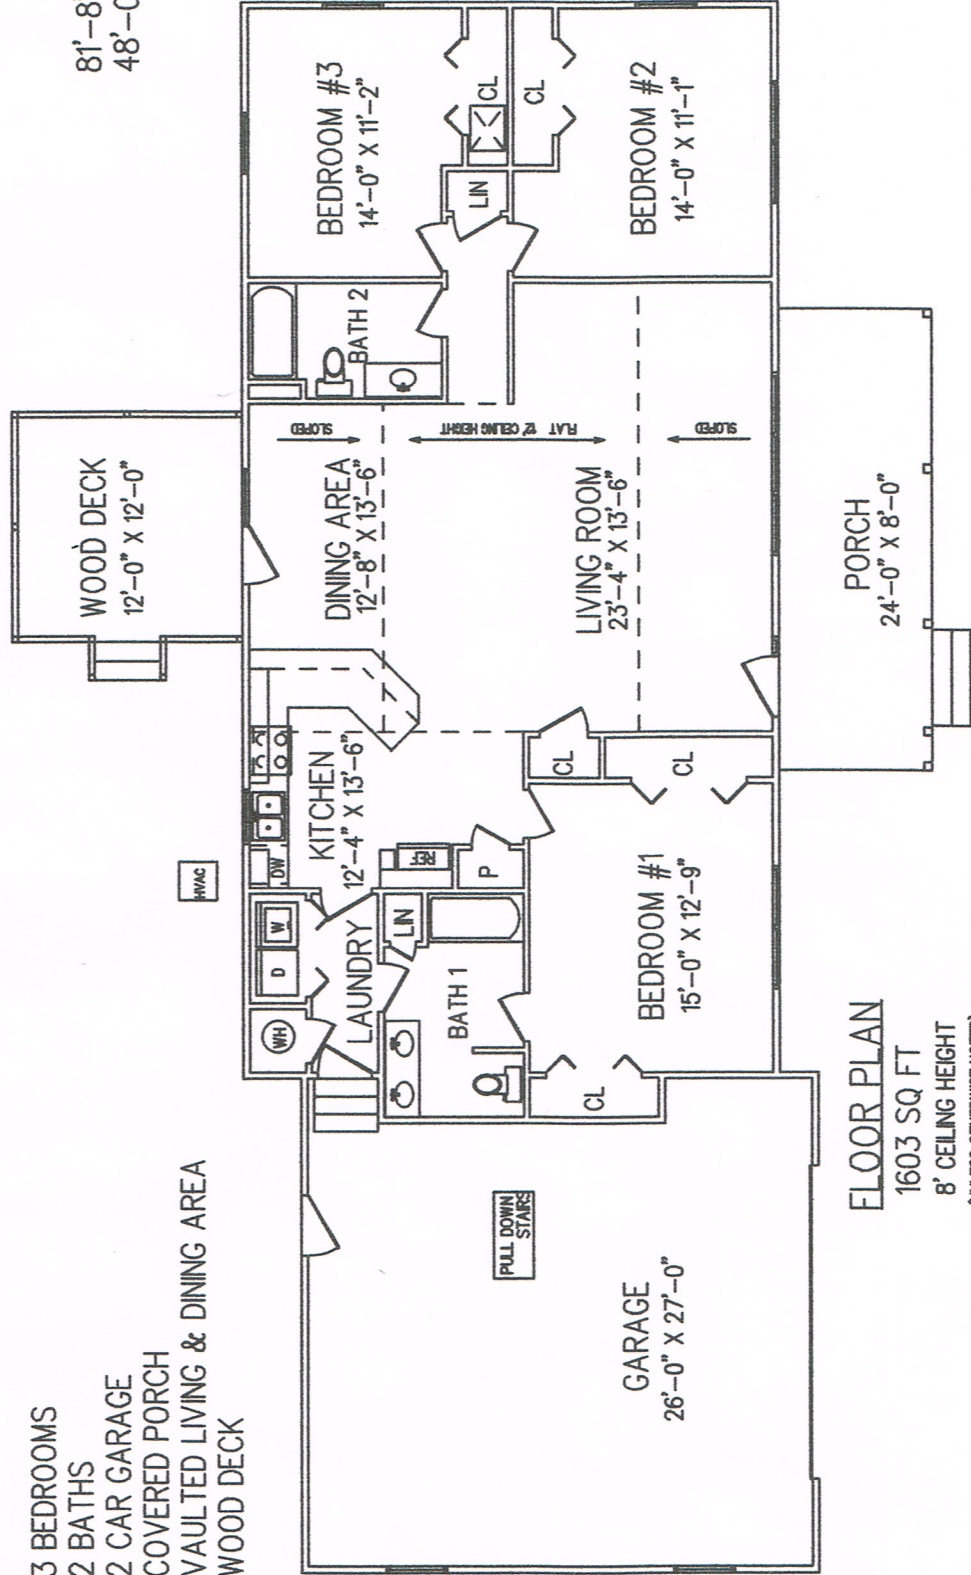 3 BEDROOMS
2 BATHS
2 CAR GARAGE
COVERED PORCH
VAULTED LIVING & DINING AREA
WOOD DECK
81'-8
48'-0
WOOD DECK
12'-0" X 12'-0"
HVAC
WH
D
W
DW
LAUNDRY
LIN
KITCHEN
12'-4" X 13'-6"
REF
P
DINING AREA
12'-8" X 13'-6"
SLOPED
FLAT 12' CEILING HEIGHT
SLOPED
BATH 2
BEDROOM #3
14'-0" X 11'-2"
CL
LIN
CL
BEDROOM #2
14'-0" X 11'-1"
LIVING ROOM
23'-4" X 13'-6"
CL
CL
BATH 1
BEDROOM #1
15'-0" X 12'-9"
CL
PULL DOWN
STAIRS
GARAGE
26'-0" X 27'-0"
PORCH
24'-0" X 8'-0"
FLOOR PLAN
1603 SQ FT
8' CEILING HEIGHT